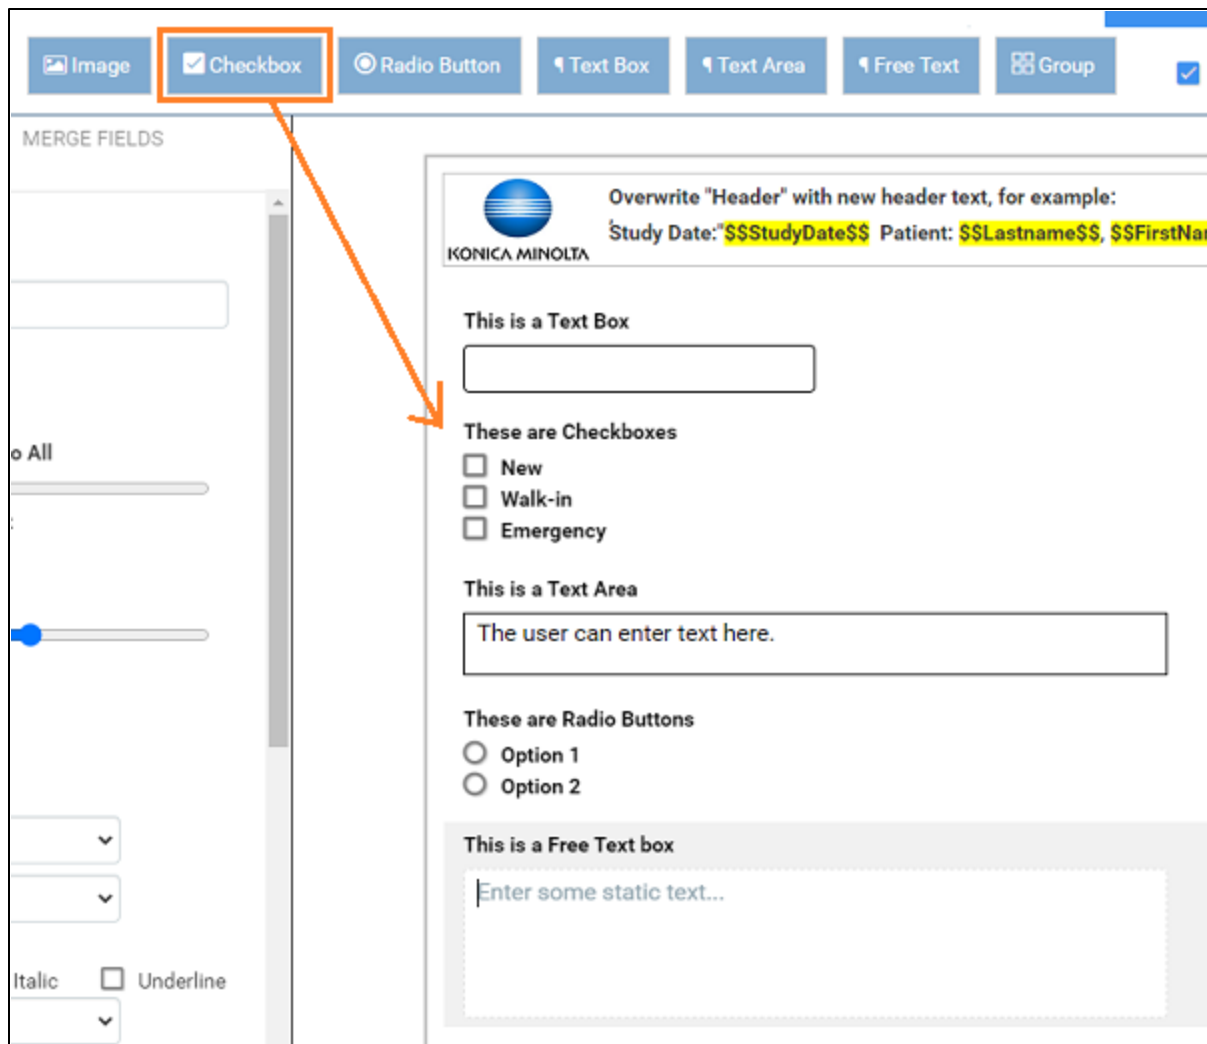 Image
Checkbox
Radio Button
¶ Text Box
¶ Text Area
¶ Free Text
Group
MERGE FIELDS
KONICA MINOLTA
Overwrite "Header" with new header text, for example:
'Study Date:"$$StudyDate$$ Patient: $$Lastname$$, $$FirstNa
This is a Text Box
o All
These are Checkboxes
New
Walk-in
Emergency
This is a Text Area
The user can enter text here.
These are Radio Buttons
Option 1
Option 2
This is a Free Text box
Enter some static text...
Italic
Underline